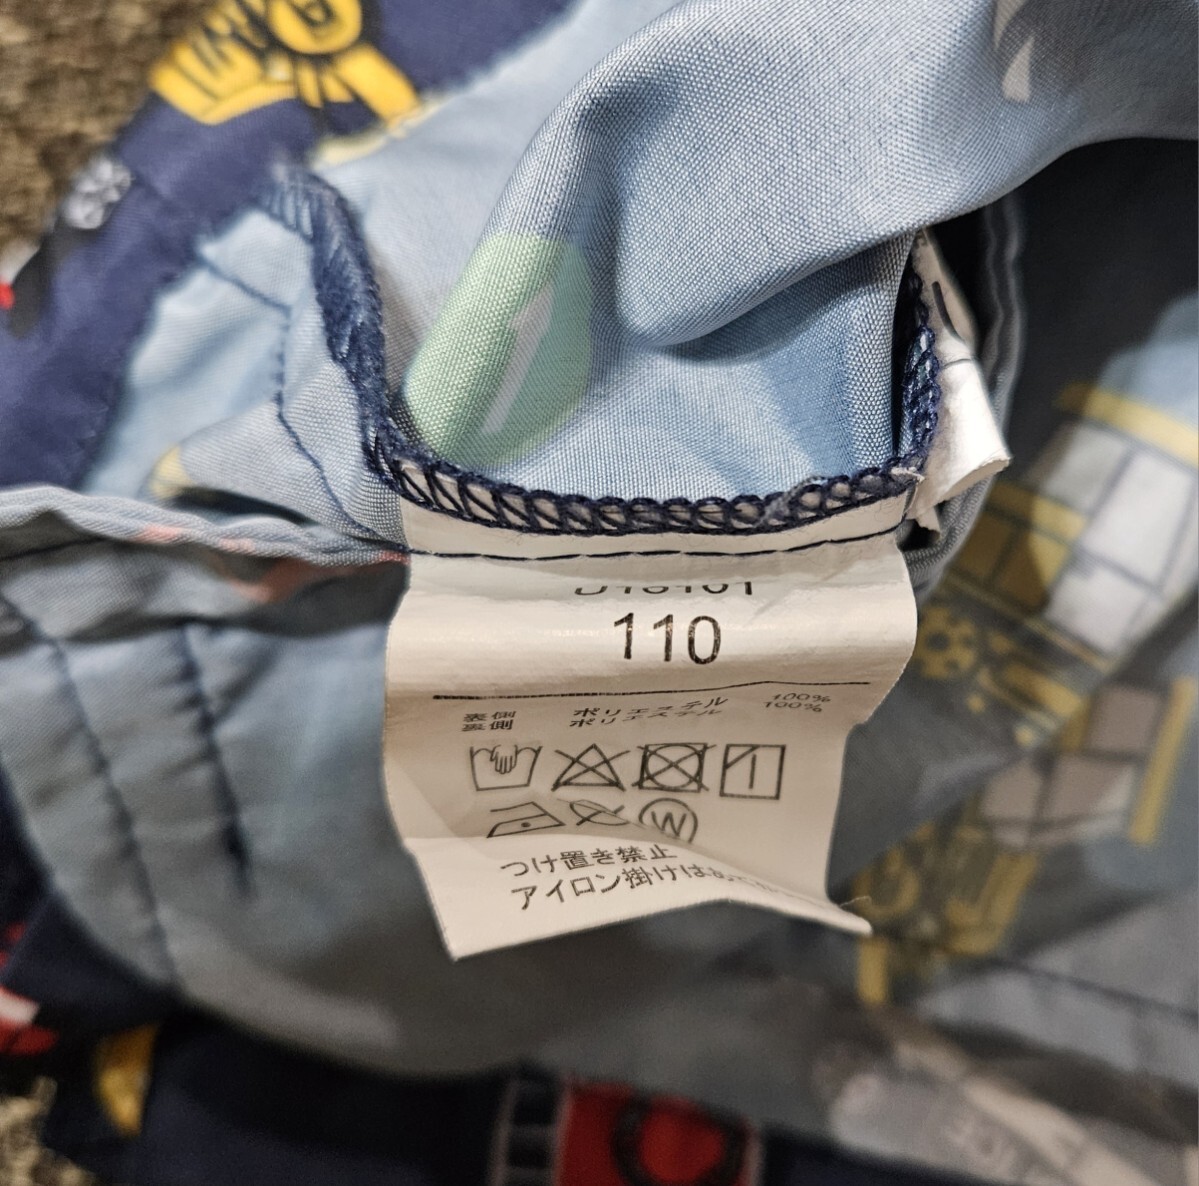 110
表側 ポリエステル 100%
裏側 ポリエステル 100%
W
つけ置き禁止
アイロン掛けは